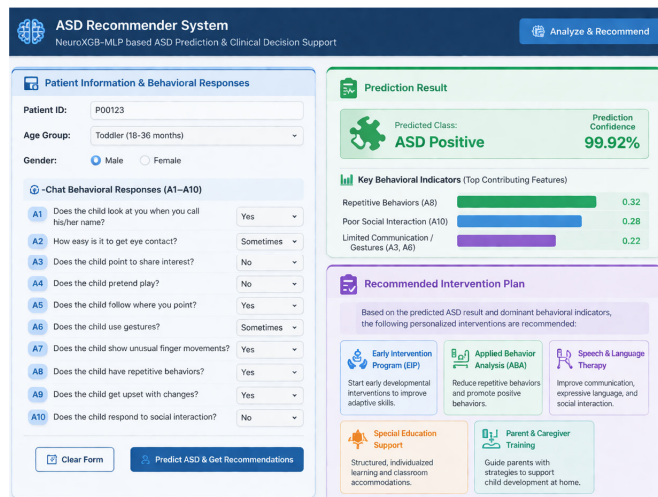 ASD Recommender System
NeuroXGB-MLP based ASD Prediction & Clinical Decision Support
Analyze & Recommend
Patient Information & Behavioral Responses
Patient ID: P00123
Age Group: Toddler (18-36 months)
Gender: Male Female
-Chat Behavioral Responses (A1–A10)
A1 Does the child look at you when you call
his/her name? Yes
A2 How easy is it to get eye contact? Sometimes
A3 Does the child point to share interest? No
A4 Does the child pretend play? No
A5 Does the child follow where you point? Yes
A6 Does the child use gestures? Sometimes
A7 Does the child show unusual finger movements? Yes
A8 Does the child have repetitive behaviors? Yes
A9 Does the child get upset with changes? Yes
A10 Does the child respond to social interaction? No
Clear Form
Predict ASD & Get Recommendations
Prediction Result
Predicted Class:
ASD Positive
Prediction
Confidence
99.92%
Key Behavioral Indicators (Top Contributing Features)
Repetitive Behaviors (A8) 0.32
Poor Social Interaction (A10) 0.28
Limited Communication /
Gestures (A3, A6) 0.22
Recommended Intervention Plan
Based on the predicted ASD result and dominant behavioral indicators,
the following personalized interventions are recommended:
Early Intervention
Program (EIP)
Start early developmental
interventions to improve
adaptive skills.
Applied Behavior
Analysis (ABA)
Reduce repetitive behaviors
and promote positive
behaviors.
Speech & Language
Therapy
Improve communication,
expressive language, and
social interaction.
Special Education
Support
Structured, individualized
learning and classroom
accommodations.
Parent & Caregiver
Training
Guide parents with
strategies to support
child development at home.